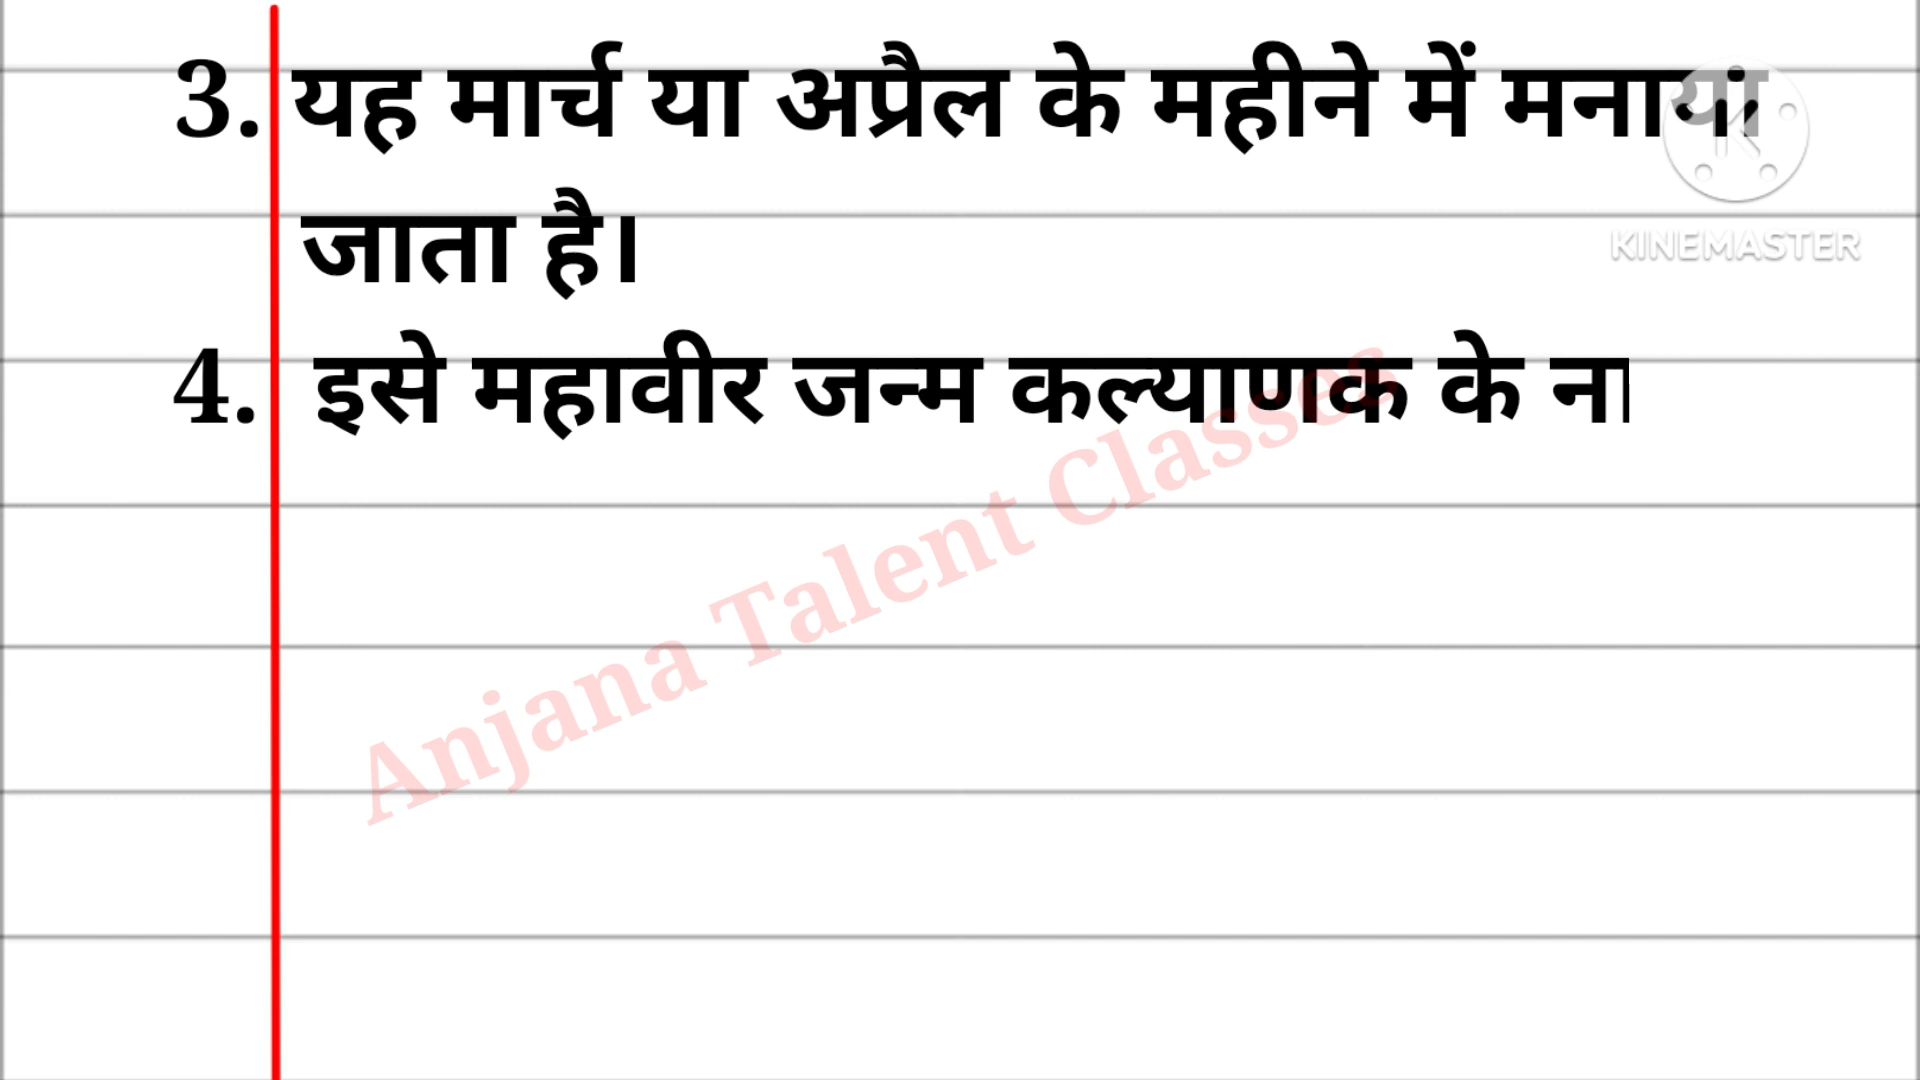 3. यह मार्च या अप्रैल के महीने में मनाया
जाता है।
KINEMASTER
4. इसे महावीर जन्म कल्याणक के ना
Anjana Talent Classes